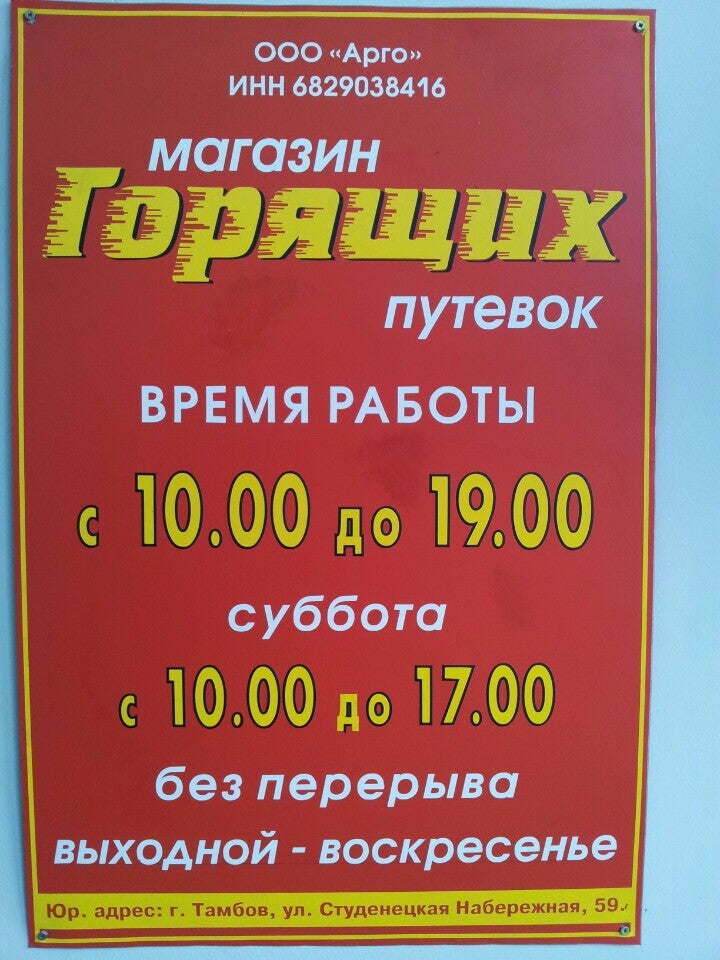 ООО «Арго»
ИНН 6829038416
магазин
Горящих
путевок
ВРЕМЯ РАБОТЫ
с 10.00 до 19.00
суббота
с 10.00 до 17.00
без перерыва
выходной - воскресенье
Юр. адрес: г. Тамбов, ул. Студенецкая Набережная, 59.